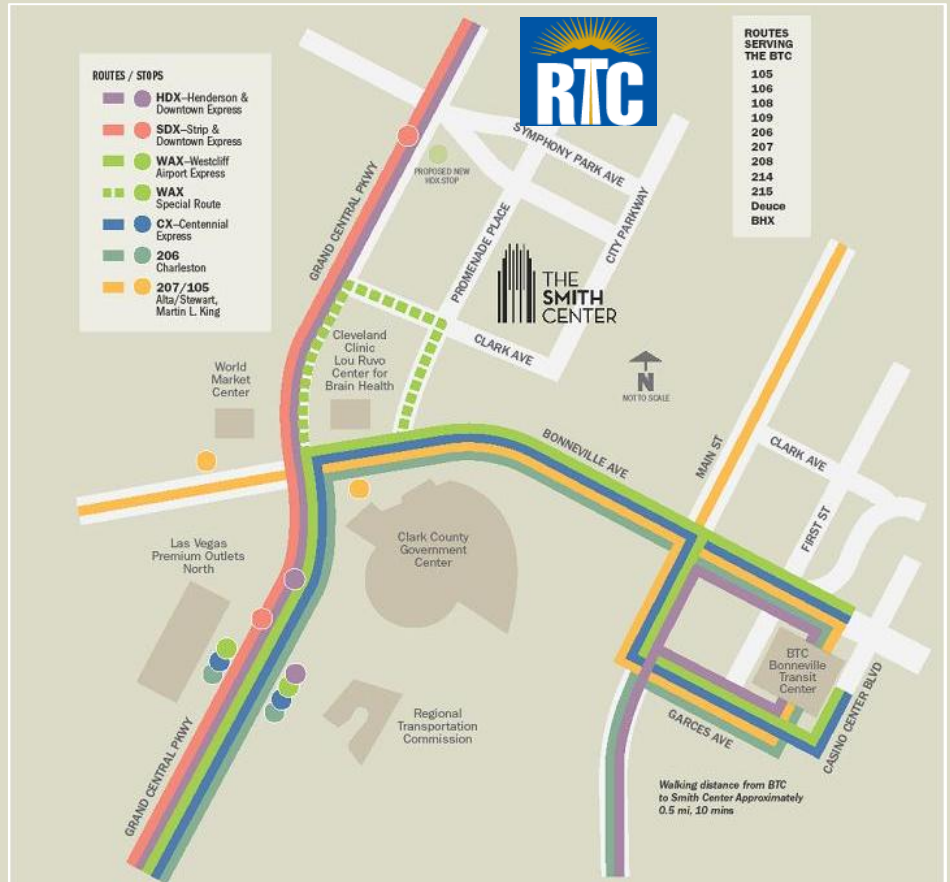 RTC
ROUTES
SERVING
THE BTC
105
106
108
109
206
207
208
214
215
Deuce
BHX
ROUTES / STOPS
HDX–Henderson &
Downtown Express
SDX–Strip &
Downtown Express
WAX–Westcliff
Airport Express
WAX
Special Route
CX–Centennial
Express
206
Charleston
207/105
Alta/Stewart,
Martin L. King
GRAND CENTRAL PKWY
PROPOSED NEW
HDX STOP
SYMPHONY PARK AVE
PROMENADE PLACE
CITY PARKWAY
THE
SMITH
CENTER
CLARK AVE
Cleveland
Clinic
Lou Ruvo
Center for
Brain Health
World
Market
Center
N
NOT TO SCALE
BONNEVILLE AVE
MAIN ST
CLARK AVE
FIRST ST
Las Vegas
Premium Outlets
North
Clark County
Government
Center
BTC
Bonneville
Transit
Center
CASINO CENTER BLVD
GARCES AVE
Regional
Transportation
Commission
GRAND CENTRAL PKWY
Walking distance from BTC
to Smith Center Approximately
0.5 mi, 10 mins